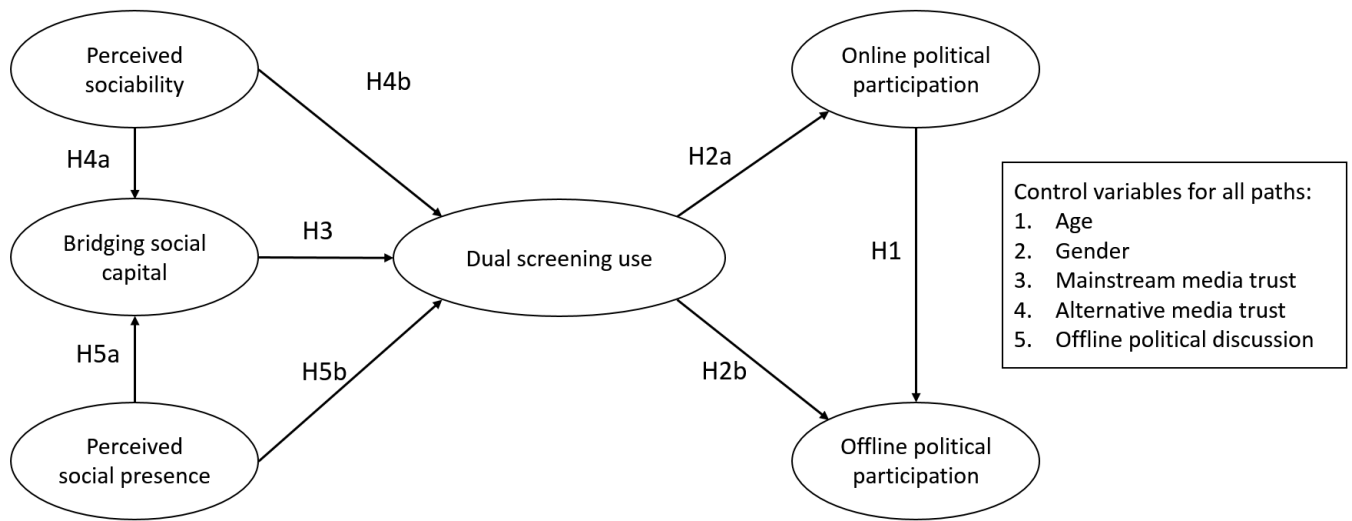 Perceived
sociability
H4b
Online political
participation
H4a
H2a
Bridging social
capital
H3
Dual screening use
H1
Control variables for all paths:
1. Age
2. Gender
3. Mainstream media trust
4. Alternative media trust
5. Offline political discussion
H5a
H5b
H2b
Perceived
social presence
Offline political
participation